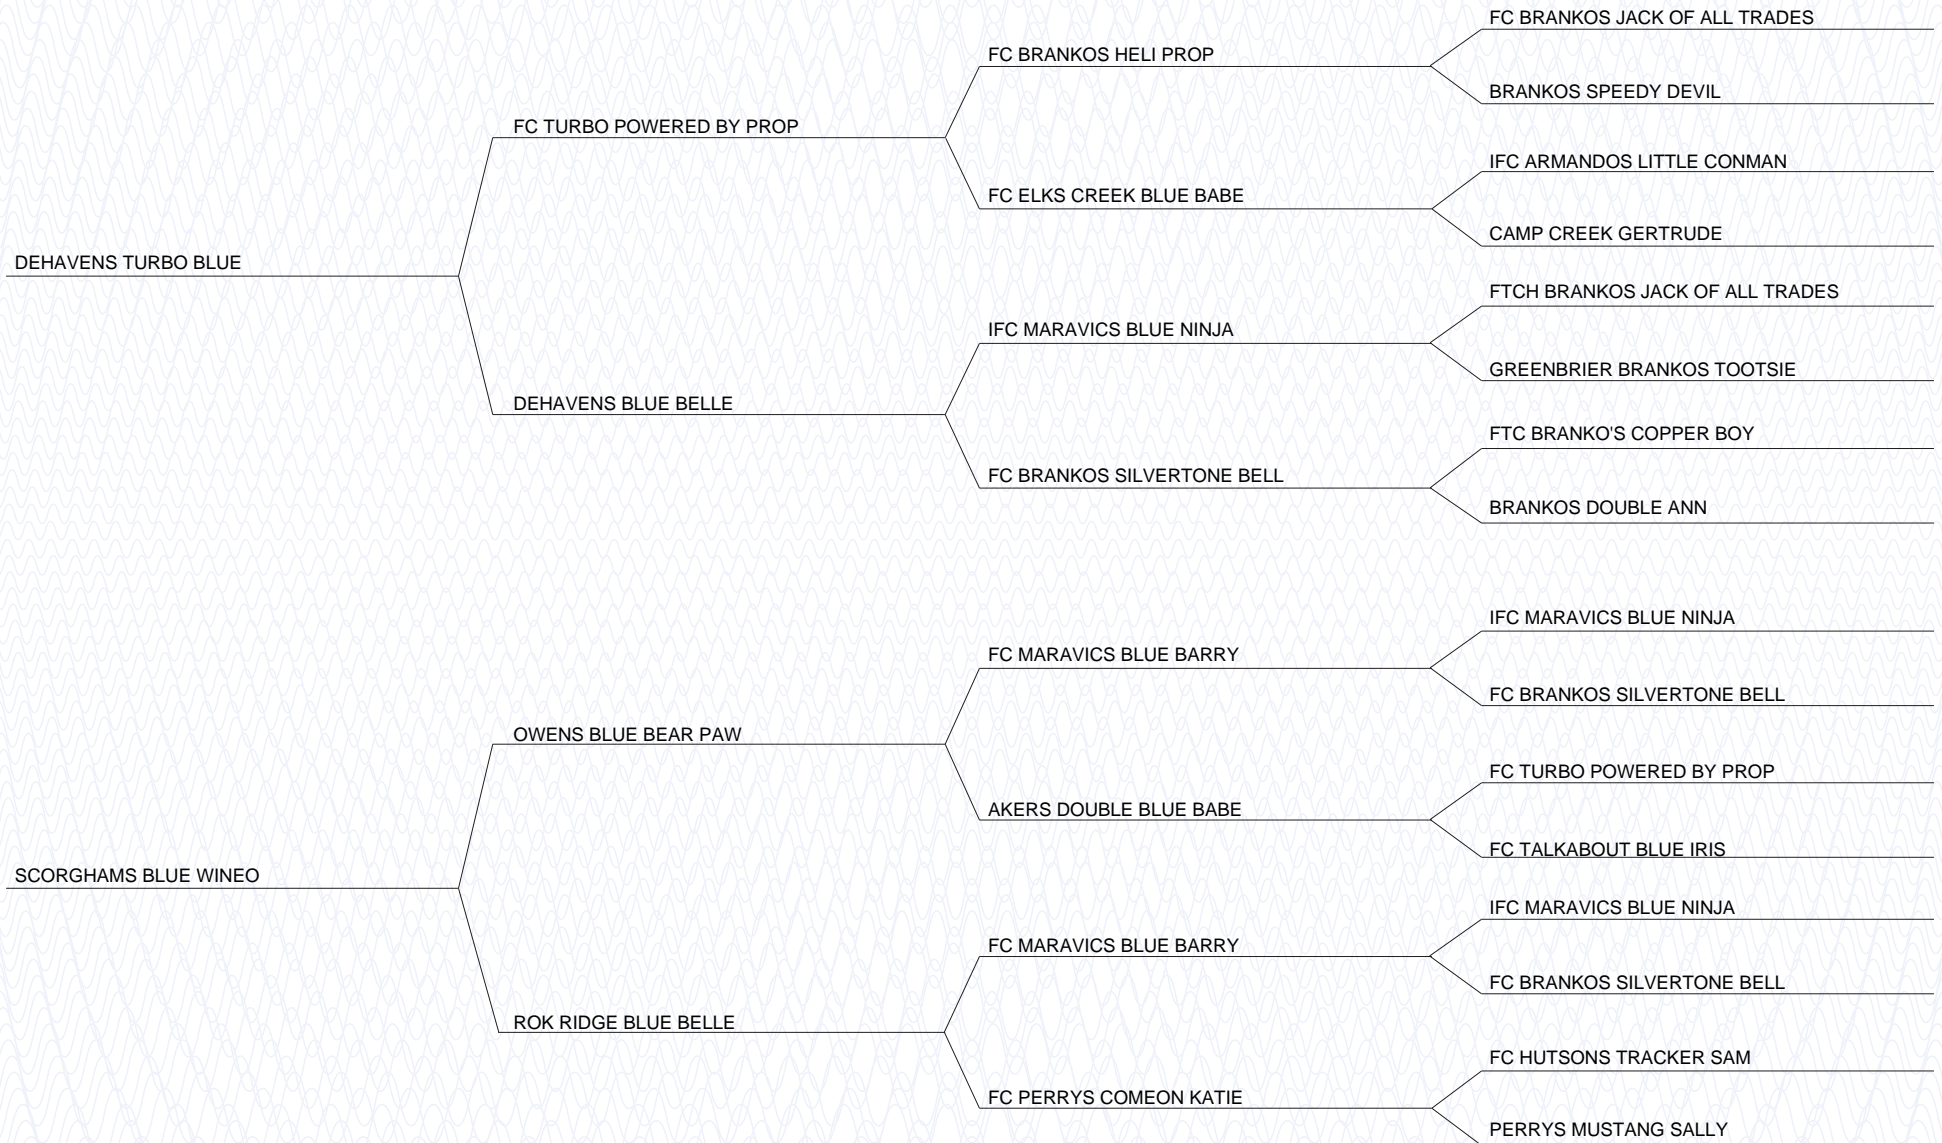 FC BRANKOS JACK OF ALL TRADES
FC BRANKOS HELI PROP
BRANKOS SPEEDY DEVIL
FC TURBO POWERED BY PROP
IFC ARMANDOS LITTLE CONMAN
FC ELKS CREEK BLUE BABE
CAMP CREEK GERTRUDE
DEHAVENS TURBO BLUE
FTCH BRANKOS JACK OF ALL TRADES
IFC MARAVICS BLUE NINJA
GREENBRIER BRANKOS TOOTSIE
DEHAVENS BLUE BELLE
FTC BRANKO'S COPPER BOY
FC BRANKOS SILVERTONE BELL
BRANKOS DOUBLE ANN
IFC MARAVICS BLUE NINJA
FC MARAVICS BLUE BARRY
FC BRANKOS SILVERTONE BELL
OWENS BLUE BEAR PAW
FC TURBO POWERED BY PROP
AKERS DOUBLE BLUE BABE
FC TALKABOUT BLUE IRIS
SCORGHAMS BLUE WINEO
IFC MARAVICS BLUE NINJA
FC MARAVICS BLUE BARRY
FC BRANKOS SILVERTONE BELL
ROK RIDGE BLUE BELLE
FC HUTSONS TRACKER SAM
FC PERRYS COMEON KATIE
PERRYS MUSTANG SALLY